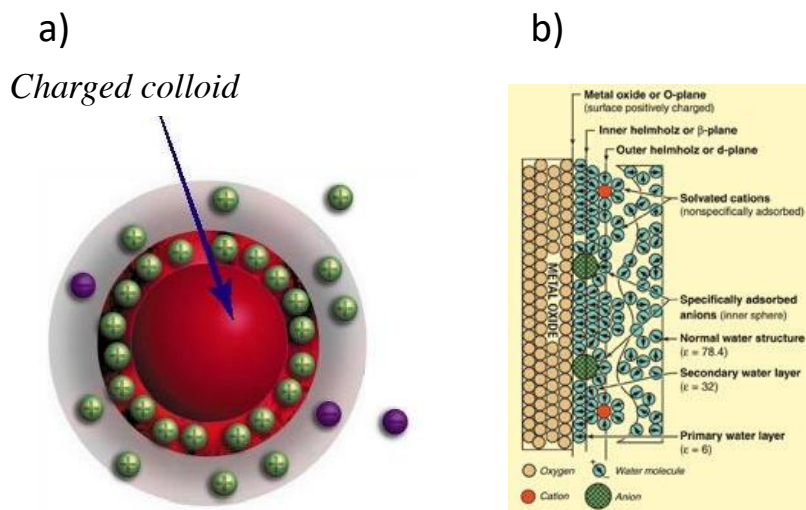 a)
Charged colloid
b)
Metal oxide or O-plane
(surface positively charged)
Inner helmholz or β-plane
Outer helmholz or d-plane
Solvated cations
(nonspecifically adsorbed)
METAL OXIDE
Specifically adsorbed
anions (inner sphere)
Normal water structure
(ε = 78.4)
Secondary water layer
(ε = 32)
Primary water layer
(ε = 6)
Oxygen
Water molecule
Cation
Anion